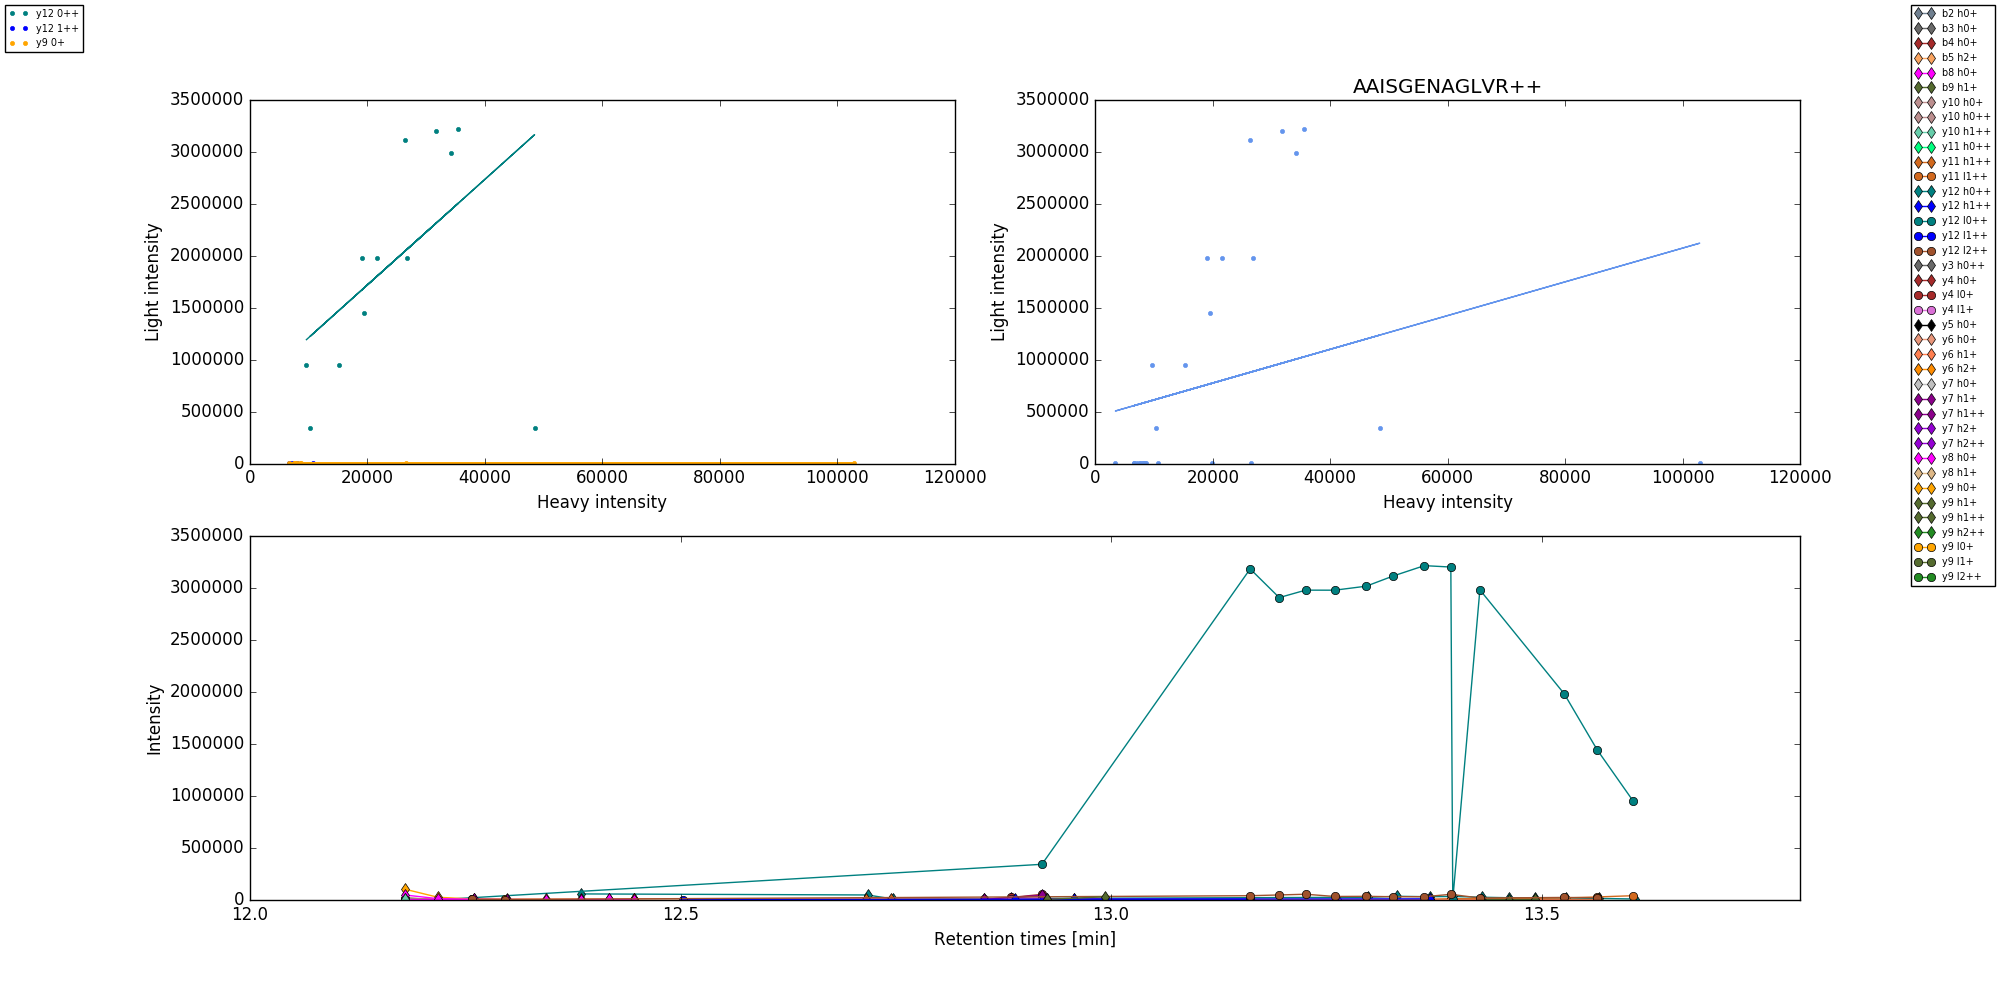 y12 0++
y12 1++
y9 0+
AAISGENAGLVR++
3500000
3000000
2500000
2000000
1500000
1000000
500000
0
Light intensity
0 20000 40000 60000 80000 100000 120000
Heavy intensity
3500000
3000000
2500000
2000000
1500000
1000000
500000
0
Light intensity
0 20000 40000 60000 80000 100000 120000
Heavy intensity
3500000
3000000
2500000
2000000
1500000
1000000
500000
0
Intensity
12.0 12.5 13.0 13.5
Retention times [min]
b2 h0+
b3 h0+
b4 h0+
b5 h2+
b8 h0+
b9 h1+
y10 h0+
y10 h0++
y10 h1++
y11 h0++
y11 h1++
y11 l1++
y12 h0++
y12 h1++
y12 l0++
y12 l1++
y12 l2++
y3 h0++
y4 h0+
y4 l0+
y4 l1+
y5 h0+
y6 h0+
y6 h1+
y6 h2+
y7 h0+
y7 h1+
y7 h1++
y7 h2+
y7 h2++
y8 h0+
y8 h1+
y9 h0+
y9 h1+
y9 h1++
y9 h2++
y9 l0+
y9 l1+
y9 l2++